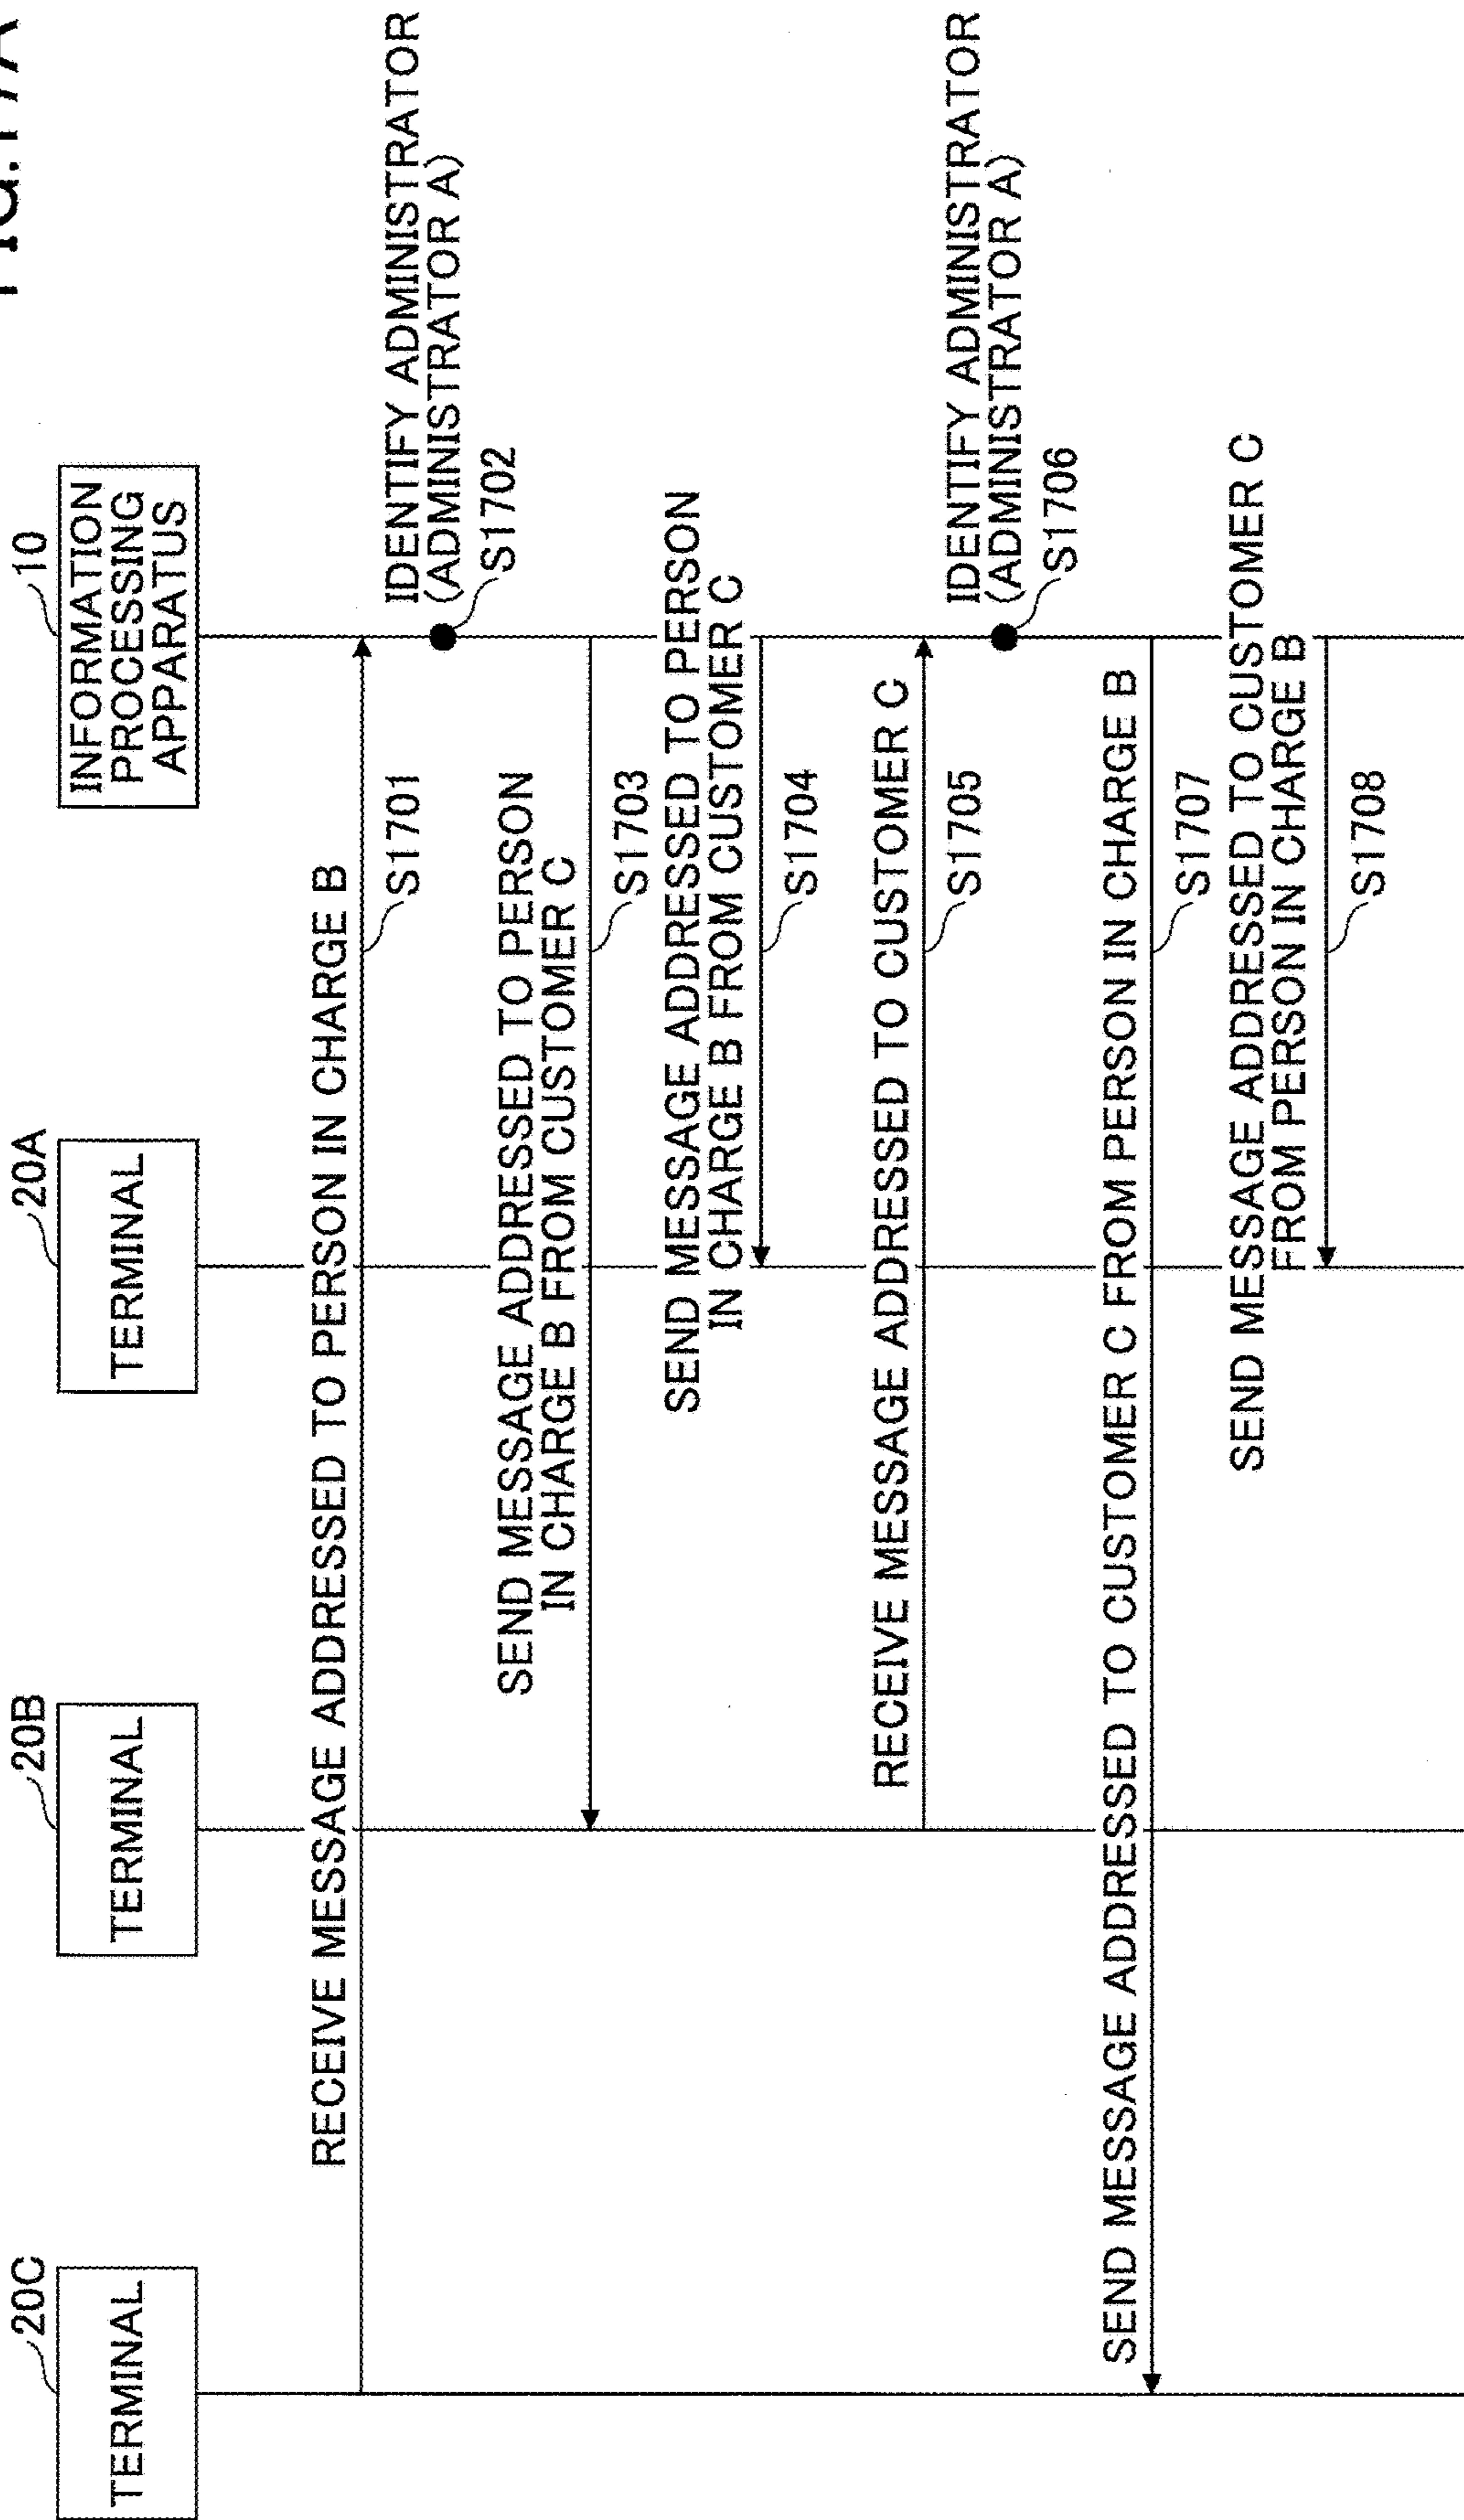 FIG.17A
20C
20B
20A
10
TERMINAL
TERMINAL
TERMINAL
INFORMATION
PROCESSING
APPARATUS
RECEIVE MESSAGE ADDRESSED TO PERSON IN CHARGE B
S1701
IDENTIFY ADMINISTRATOR
(ADMINISTRATOR A)
S1702
SEND MESSAGE ADDRESSED TO PERSON
IN CHARGE B FROM CUSTOMER C
S1703
SEND MESSAGE ADDRESSED TO PERSON
IN CHARGE B FROM CUSTOMER C
S1704
RECEIVE MESSAGE ADDRESSED TO CUSTOMER C
S1705
IDENTIFY ADMINISTRATOR
(ADMINISTRATOR A)
S1706
SEND MESSAGE ADDRESSED TO CUSTOMER C FROM PERSON IN CHARGE B
S1707
SEND MESSAGE ADDRESSED TO CUSTOMER C
FROM PERSON IN CHARGE B
S1708